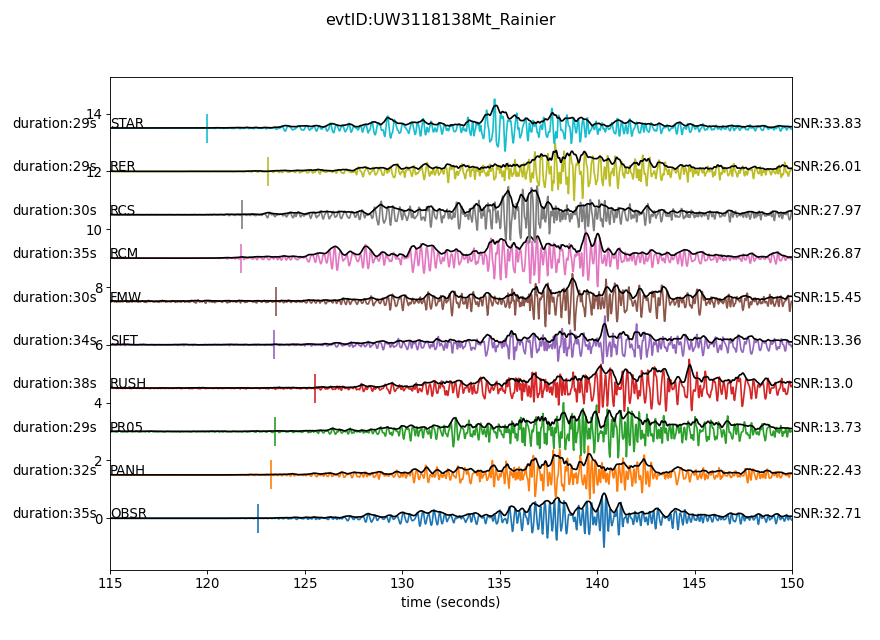 evtID:UW3118138Mt_Rainier
14
duration:29s STAR SNR:33.83
duration:29s RER SNR:26.01
12
duration:30s RCS SNR:27.97
10
duration:35s RCM SNR:26.87
8
duration:30s FMW SNR:15.45
duration:34s SIFT SNR:13.36
6
duration:38s RUSH SNR:13.0
4
duration:29s PR05 SNR:13.73
2
duration:32s PANH SNR:22.43
duration:35s OBSR SNR:32.71
0
115 120 125 130 135 140 145 150
time (seconds)